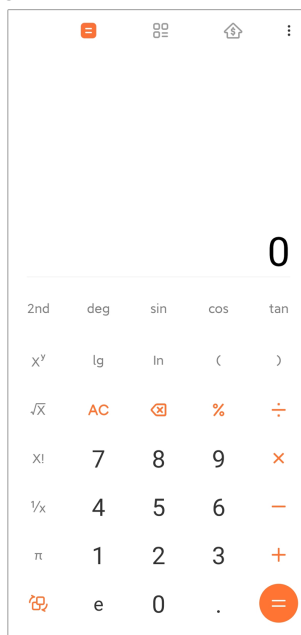 0
2nd deg sin cos tan
Xʸ lg ln ( )
√X AC % ÷
X! 7 8 9 ×
¹/x 4 5 6 −
π 1 2 3 +
e 0 . =